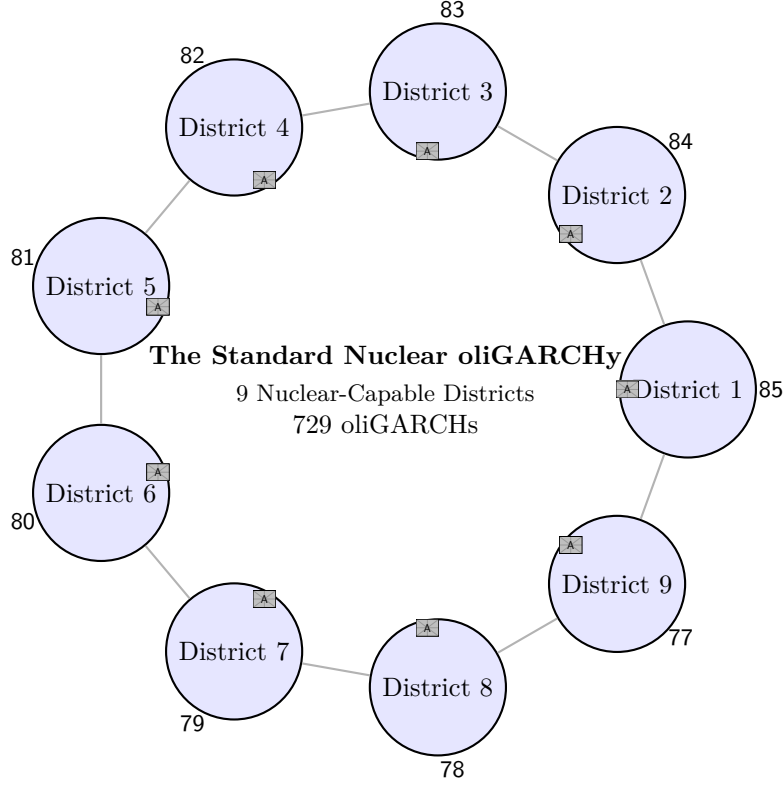 83
82
District 3
District 4
A
84
A
District 2
A
81
District 5
A
The Standard Nuclear oliGARCHy
9 Nuclear-Capable Districts
729 oliGARCHs
A
District 1
85
A
District 6
80
A
District 9
77
A
District 7
79
A
District 8
78